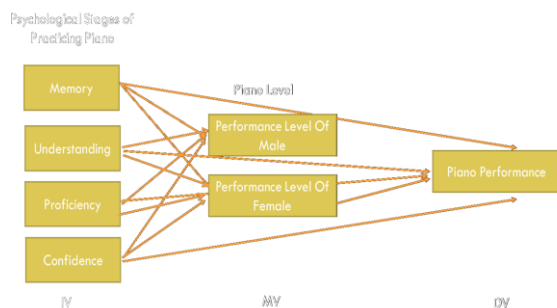 Psychological Stages of
Practicing Piano
Memory
Understanding
Proficiency
Confidence
IV
Piano Level
Performance Level Of
Male
Performance Level Of
Female
MV
Piano Performance
DV